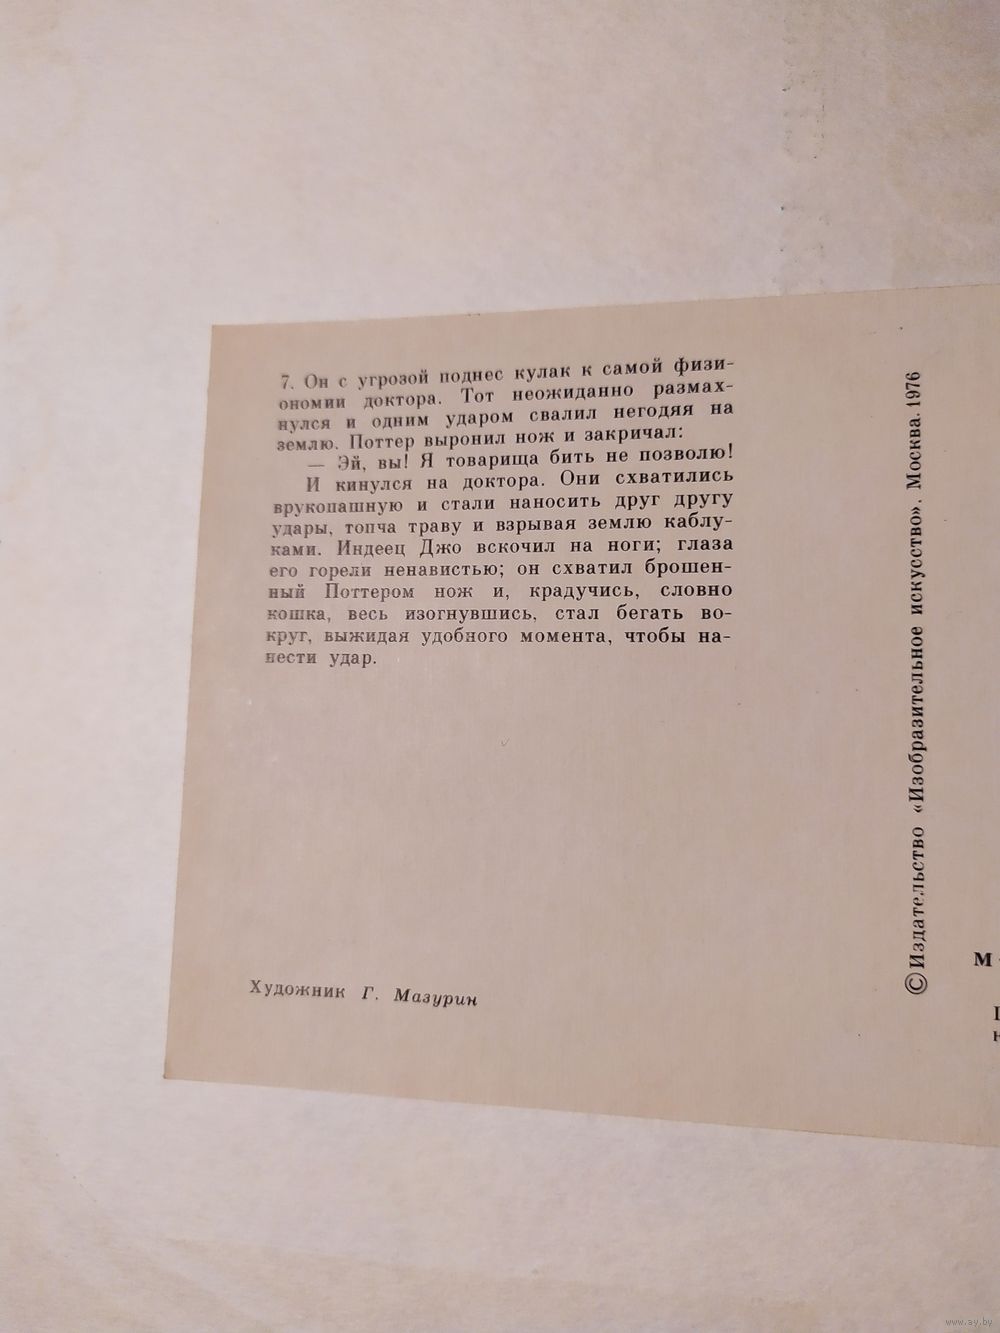 7. Он с угрозой поднес кулак к самой физи-
ономии доктора. Тот неожиданно размах-
нулся и одним ударом свалил негодяя на
землю. Поттер выронил нож и закричал:
— Эй, вы! Я товарища бить не позволю!
И кинулся на доктора. Они схватились
врукопашную и стали наносить друг другу
удары, топча траву и взрывая землю каблу-
ками. Индеец Джо вскочил на ноги; глаза
его горели ненавистью; он схватил брошен-
ный Поттером нож и, крадучись, словно
кошка, весь изогнувшись, стал бегать во-
круг, выжидая удобного момента, чтобы на-
нести удар.
Художник Г. Мазурин
© Издательство «Изобразительное искусство». Москва. 1976
М
www.ay.by